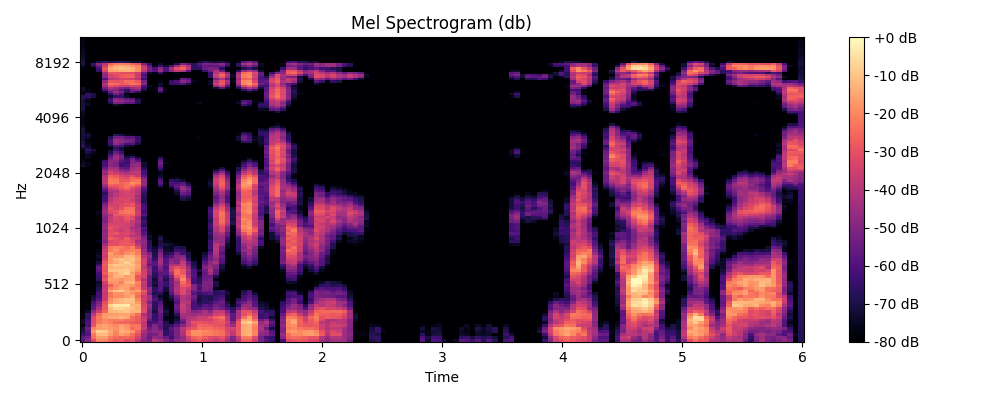 Mel Spectrogram (db)
8192
4096
2048
1024
512
0
Hz
0 1 2 3 4 5 6
Time
+0 dB
-10 dB
-20 dB
-30 dB
-40 dB
-50 dB
-60 dB
-70 dB
-80 dB